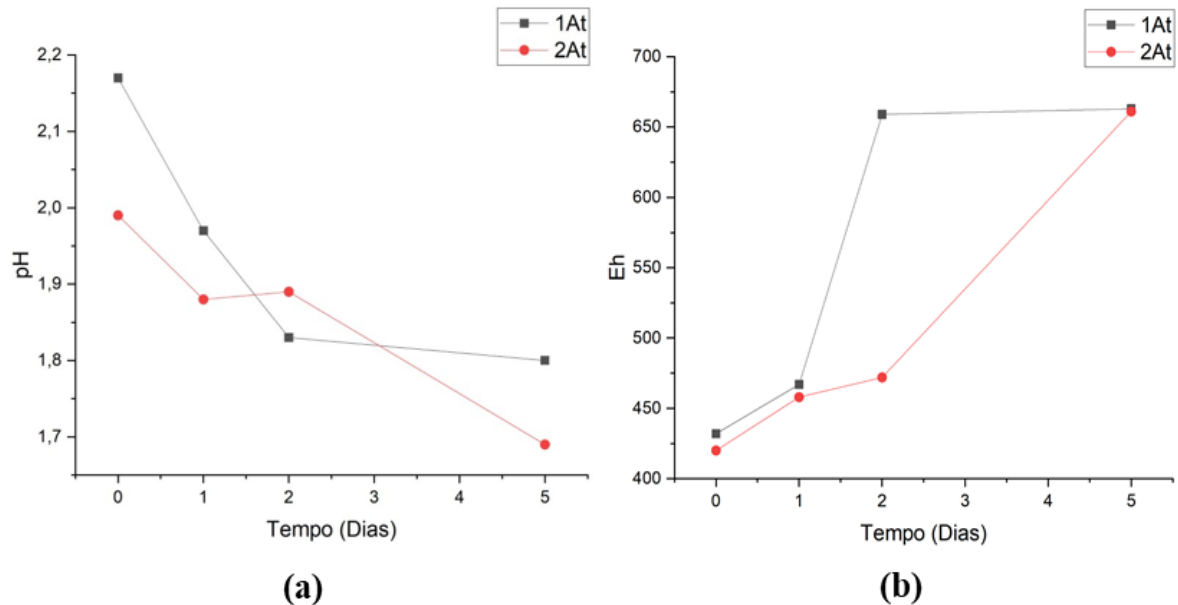 1At
2At
2,2
2,1
2,0
1,9
1,8
1,7
pH
0 1 2 3 4 5
Tempo (Dias)
(a)
1At
2At
700
650
600
550
500
450
400
Eh
0 1 2 3 4 5
Tempo (Dias)
(b)